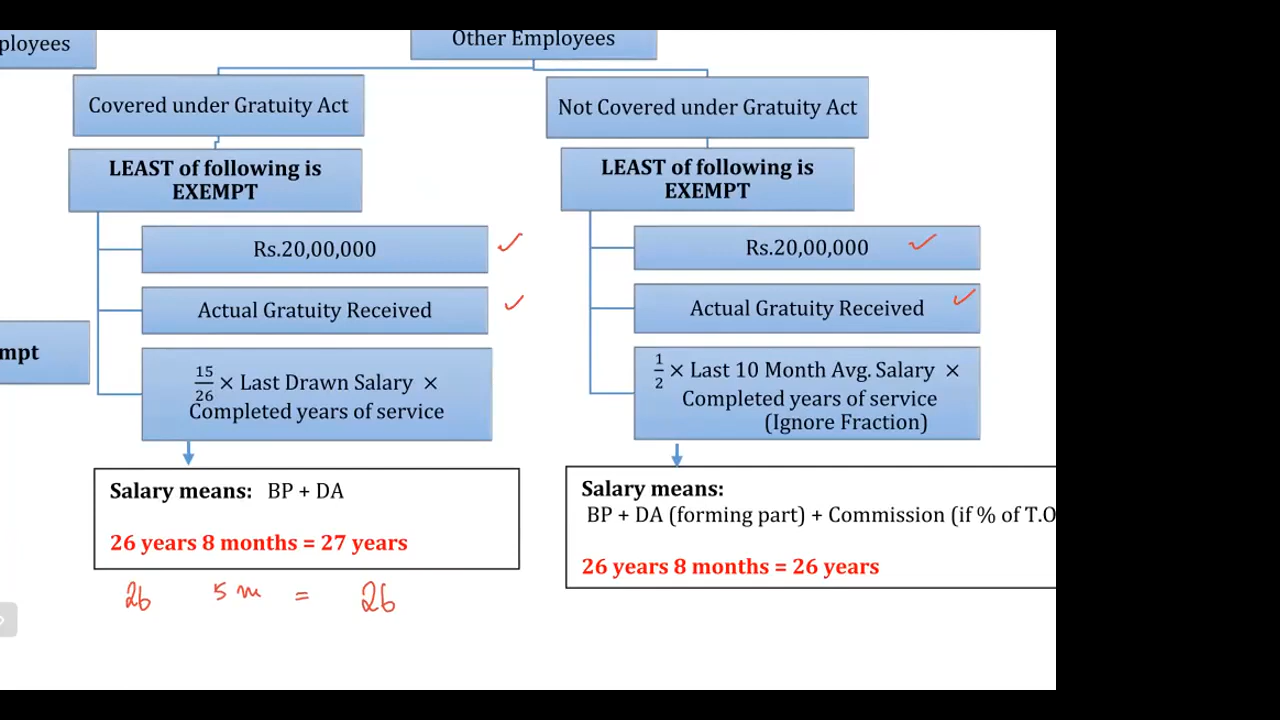 ployees
Other Employees
Covered under Gratuity Act
LEAST of following is
EXEMPT
Rs.20,00,000
Actual Gratuity Received
15/26 × Last Drawn Salary ×
Completed years of service
Salary means: BP + DA
26 years 8 months = 27 years
26 5 m = 26
Not Covered under Gratuity Act
LEAST of following is
EXEMPT
Rs.20,00,000
Actual Gratuity Received
1/2 × Last 10 Month Avg. Salary ×
Completed years of service
(Ignore Fraction)
Salary means:
BP + DA (forming part) + Commission (if % of T.O
26 years 8 months = 26 years
mpt